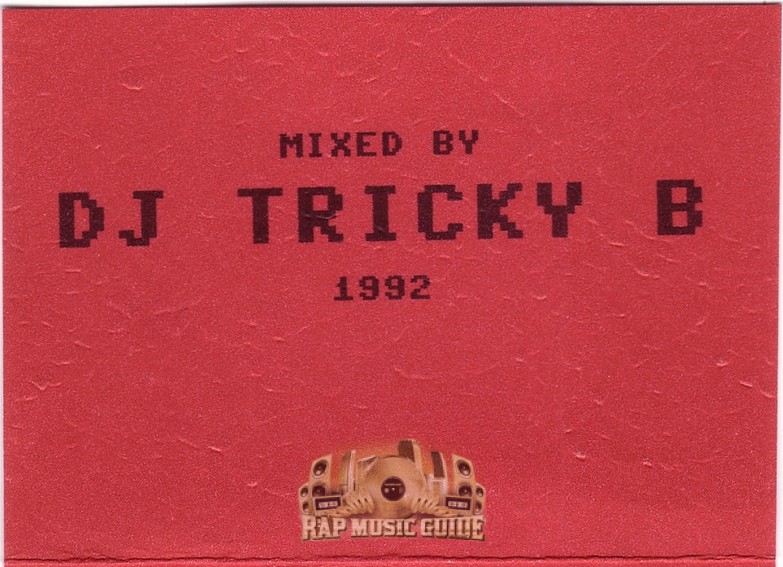 MIXED BY
DJ TRICKY B
1992
RAP MUSIC GUIDE